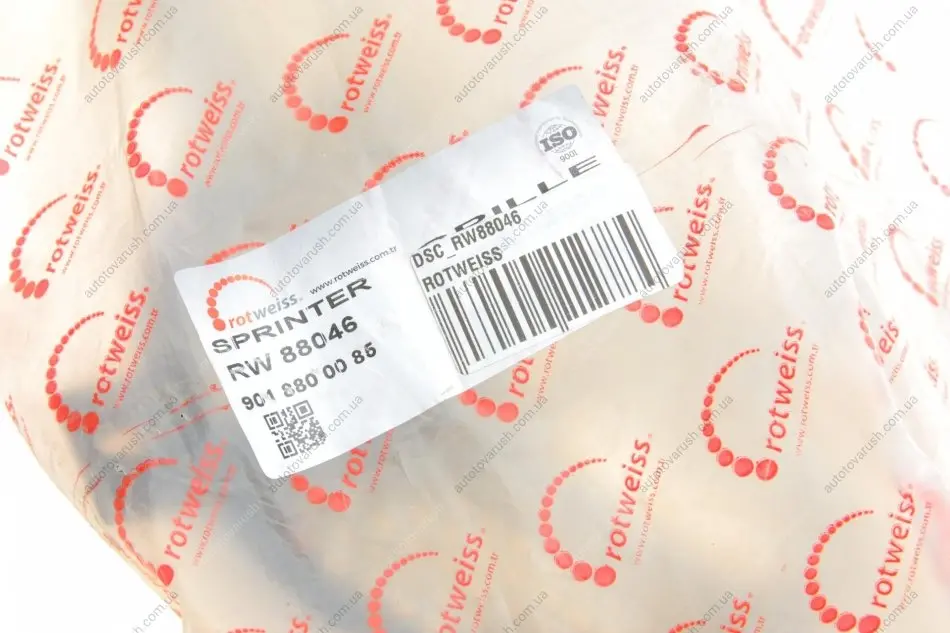 rotweiss®
www.rotweiss.com.tr
SPRINTER
RW 88046
901 880 00 85
ISO
9001
GRILLE
DSC_RW88046
ROTWEISS
rotweiss®
www.rotweiss.com.tr
autotovarush.com.ua